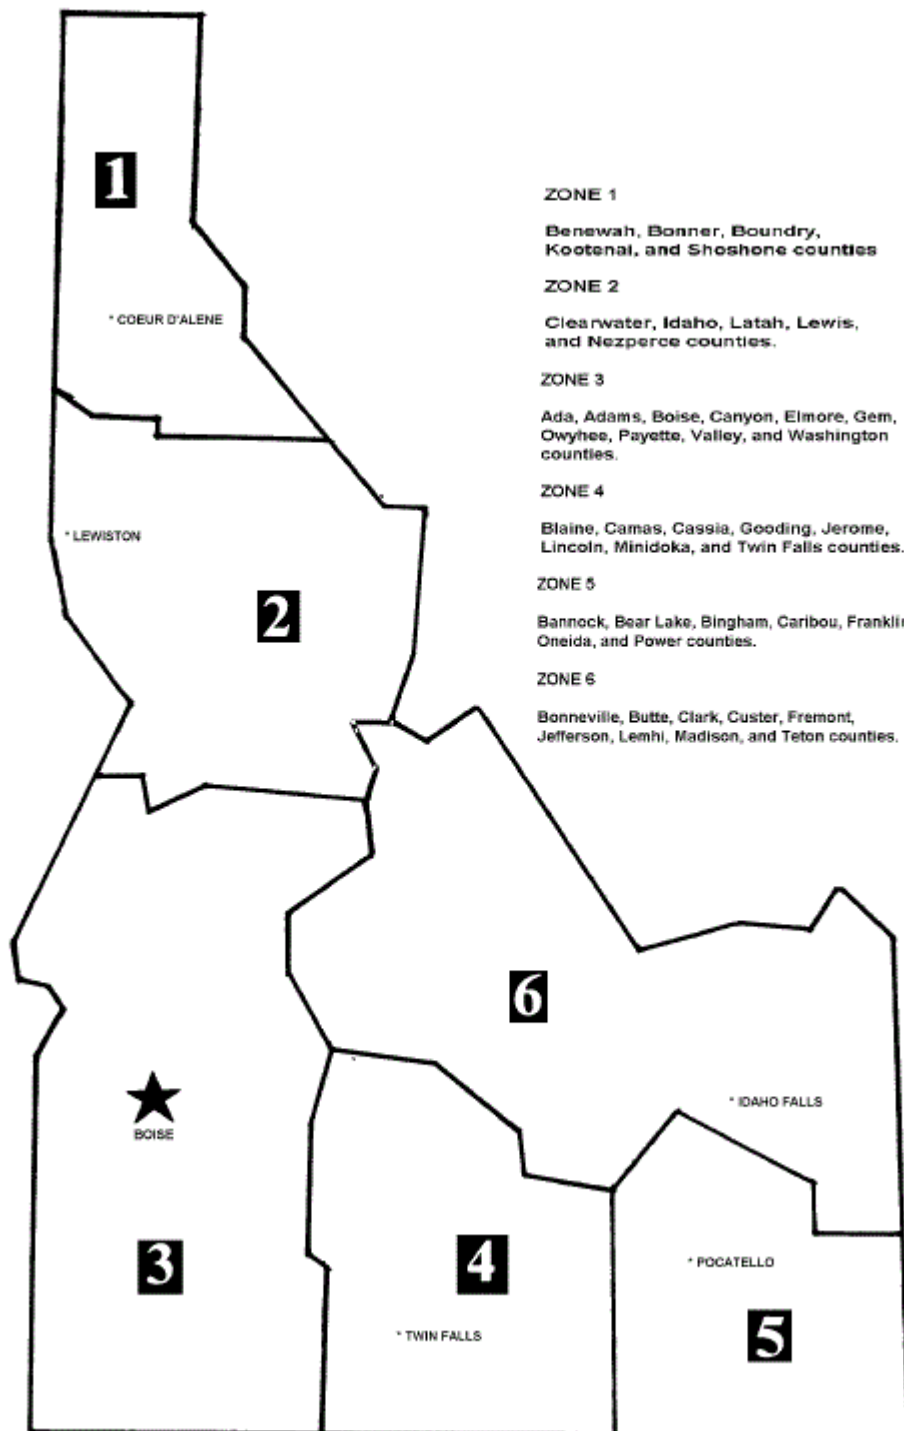 1
ZONE 1
Benewah, Bonner, Boundry,
Kootenai, and Shoshone counties
* COEUR D'ALENE
ZONE 2
Clearwater, Idaho, Latah, Lewis,
and Nezperce counties.
ZONE 3
Ada, Adams, Boise, Canyon, Elmore, Gem,
Owyhee, Payette, Valley, and Washington
counties.
ZONE 4
Blaine, Camas, Cassia, Gooding, Jerome,
Lincoln, Minidoka, and Twin Falls counties.
* LEWISTON
ZONE 5
2
Bannock, Bear Lake, Bingham, Caribou, Franklin
Oneida, and Power counties.
ZONE 6
Bonneville, Butte, Clark, Custer, Fremont,
Jefferson, Lemhi, Madison, and Teton counties.
6
* IDAHO FALLS
BOISE
3
4
* POCATELLO
* TWIN FALLS
5